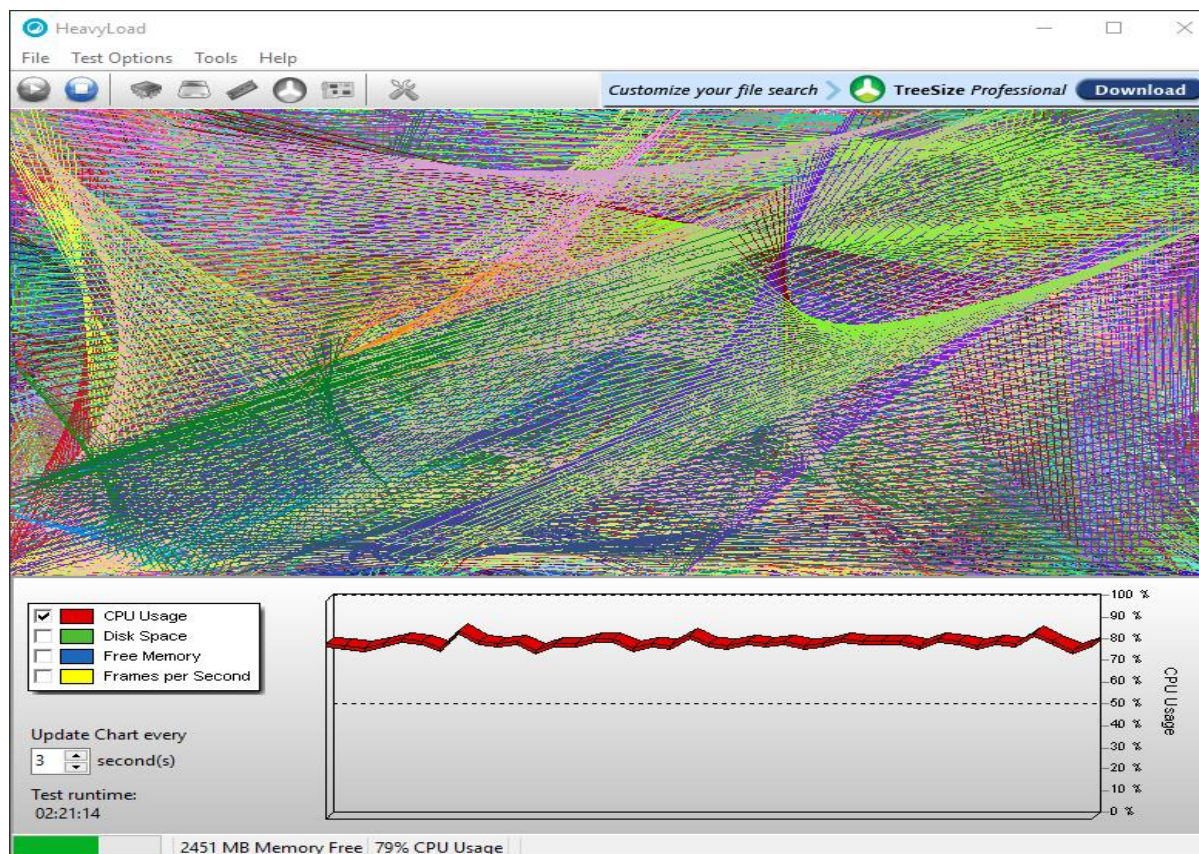 HeavyLoad
File Test Options Tools Help
Customize your file search TreeSize Professional Download
CPU Usage
Disk Space
Free Memory
Frames per Second
Update Chart every
3 second(s)
Test runtime:
02:21:14
100 %
90 %
80 %
70 %
60 %
50 %
40 %
30 %
20 %
10 %
0 %
CPU Usage
2451 MB Memory Free 79% CPU Usage